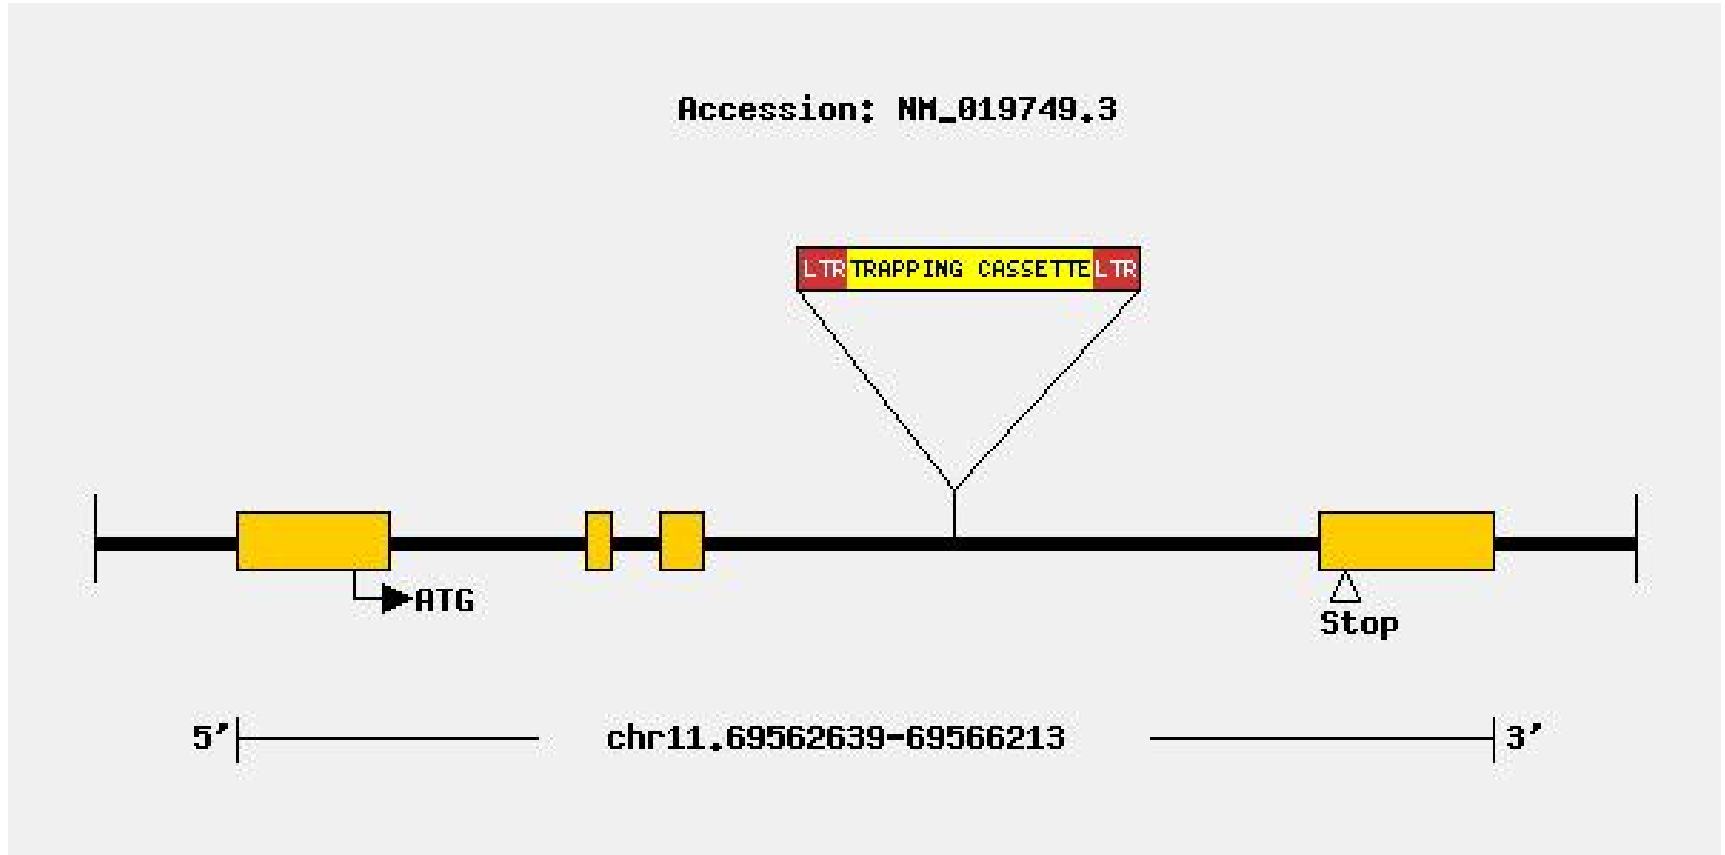 Accession: NM_019749.3
LTR TRAPPING CASSETTE LTR
ATG
Stop
5' chr11.69562639-69566213 3'